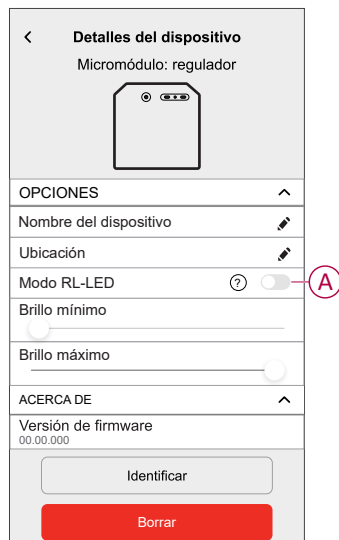 Detalles del dispositivo
Micromódulo: regulador
OPCIONES
Nombre del dispositivo
Ubicación
Modo RL-LED ? A
Brillo mínimo
Brillo máximo
ACERCA DE
Versión de firmware
00.00.000
Identificar
Borrar